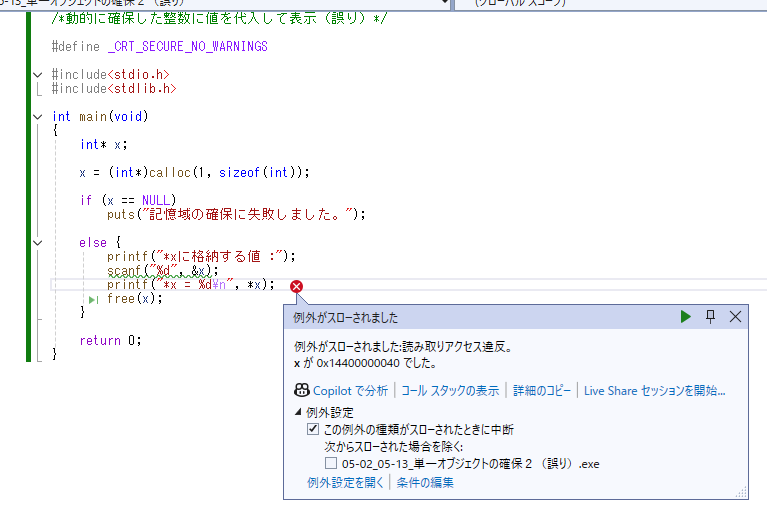 05-13_単一オブジェクトの確保２（誤り） (グローバル スコープ)
/*動的に確保した整数に値を代入して表示（誤り）*/
#define _CRT_SECURE_NO_WARNINGS
#include<stdio.h>
#include<stdlib.h>
int main(void)
{
int* x;
x = (int*)calloc(1, sizeof(int));
if (x == NULL)
puts("記憶域の確保に失敗しました。");
else {
printf("*xに格納する値 :");
scanf("%d", &x);
printf("*x = %d\n", *x);
free(x);
}
return 0;
}
例外がスローされました
例外がスローされました:読み取りアクセス違反。
x が 0x14400000040 でした。
Copilot で分析 | コール スタックの表示 | 詳細のコピー | Live Share セッションを開始...
例外設定
この例外の種類がスローされたときに中断
次からスローされた場合を除く:
05-02_05-13_単一オブジェクトの確保２（誤り）.exe
例外設定を開く | 条件の編集